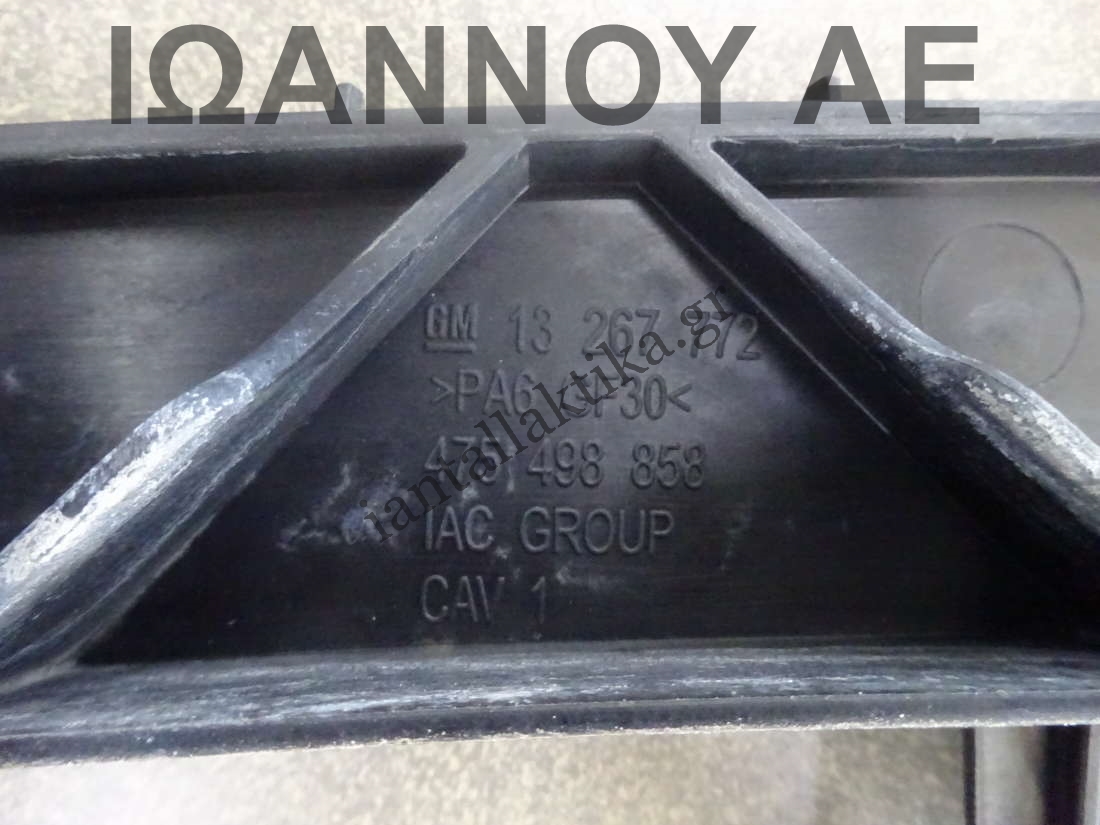 ΙΩΑΝΝΟΥ ΑΕ
GM 13 267 772
>PA6 GF30<
475 498 858
IAC GROUP
CAV 1
iantallaktika.gr